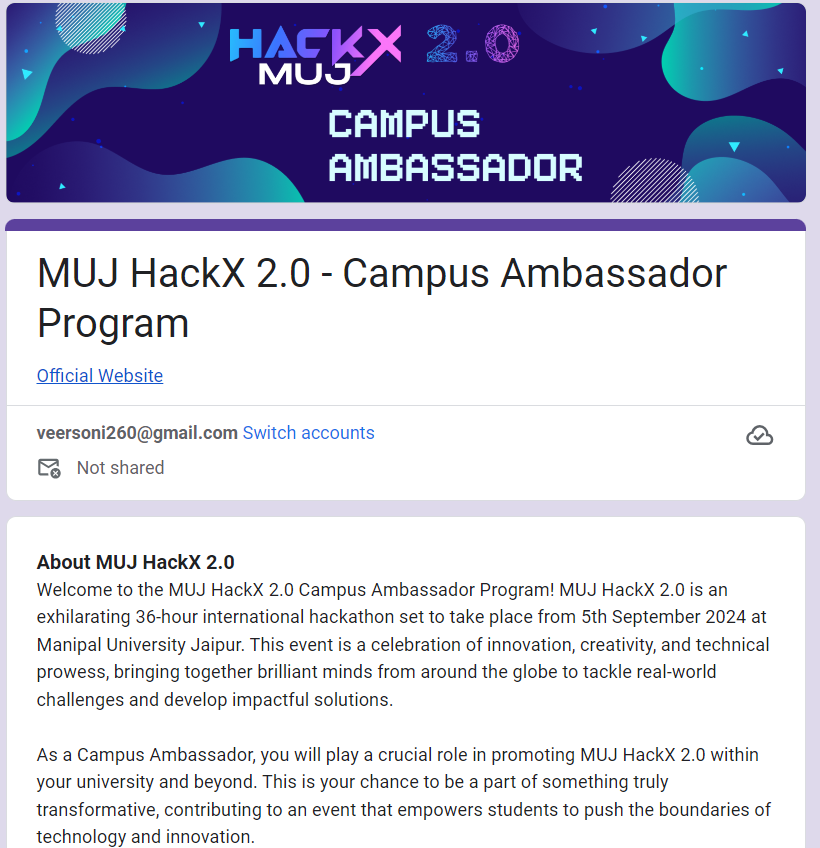 HACKX 2.0
MUJ
CAMPUS
AMBASSADOR
MUJ HackX 2.0 - Campus Ambassador
Program
Official Website
veersoni260@gmail.com Switch accounts
Not shared
About MUJ HackX 2.0
Welcome to the MUJ HackX 2.0 Campus Ambassador Program! MUJ HackX 2.0 is an
exhilarating 36-hour international hackathon set to take place from 5th September 2024 at
Manipal University Jaipur. This event is a celebration of innovation, creativity, and technical
prowess, bringing together brilliant minds from around the globe to tackle real-world
challenges and develop impactful solutions.
As a Campus Ambassador, you will play a crucial role in promoting MUJ HackX 2.0 within
your university and beyond. This is your chance to be a part of something truly
transformative, contributing to an event that empowers students to push the boundaries of
technology and innovation.